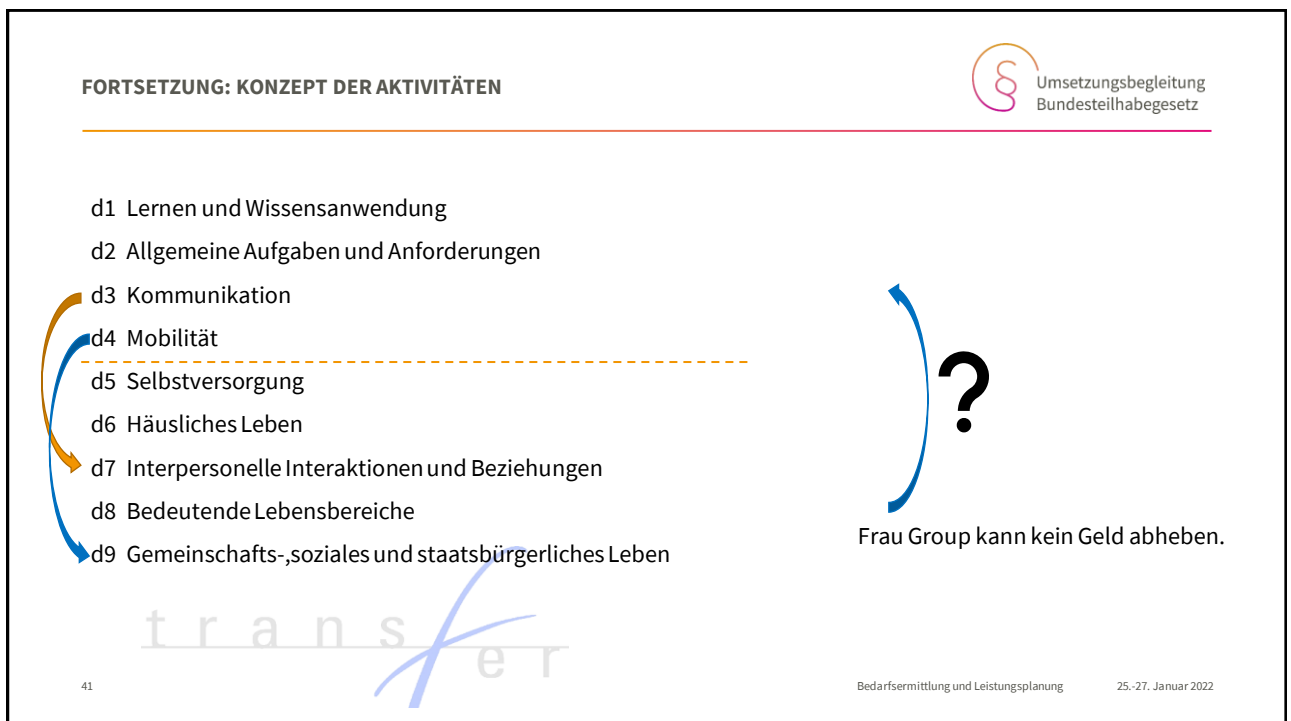 FORTSETZUNG: KONZEPT DER AKTIVITÄTEN
§
Umsetzungsbegleitung
Bundesteilhabegesetz
d1 Lernen und Wissensanwendung
d2 Allgemeine Aufgaben und Anforderungen
d3 Kommunikation
d4 Mobilität
d5 Selbstversorgung
d6 Häusliches Leben
d7 Interpersonelle Interaktionen und Beziehungen
d8 Bedeutende Lebensbereiche
d9 Gemeinschafts-,soziales und staatsbürgerliches Leben
?
Frau Group kann kein Geld abheben.
transfer
41
Bedarfsermittlung und Leistungsplanung
25.-27. Januar 2022